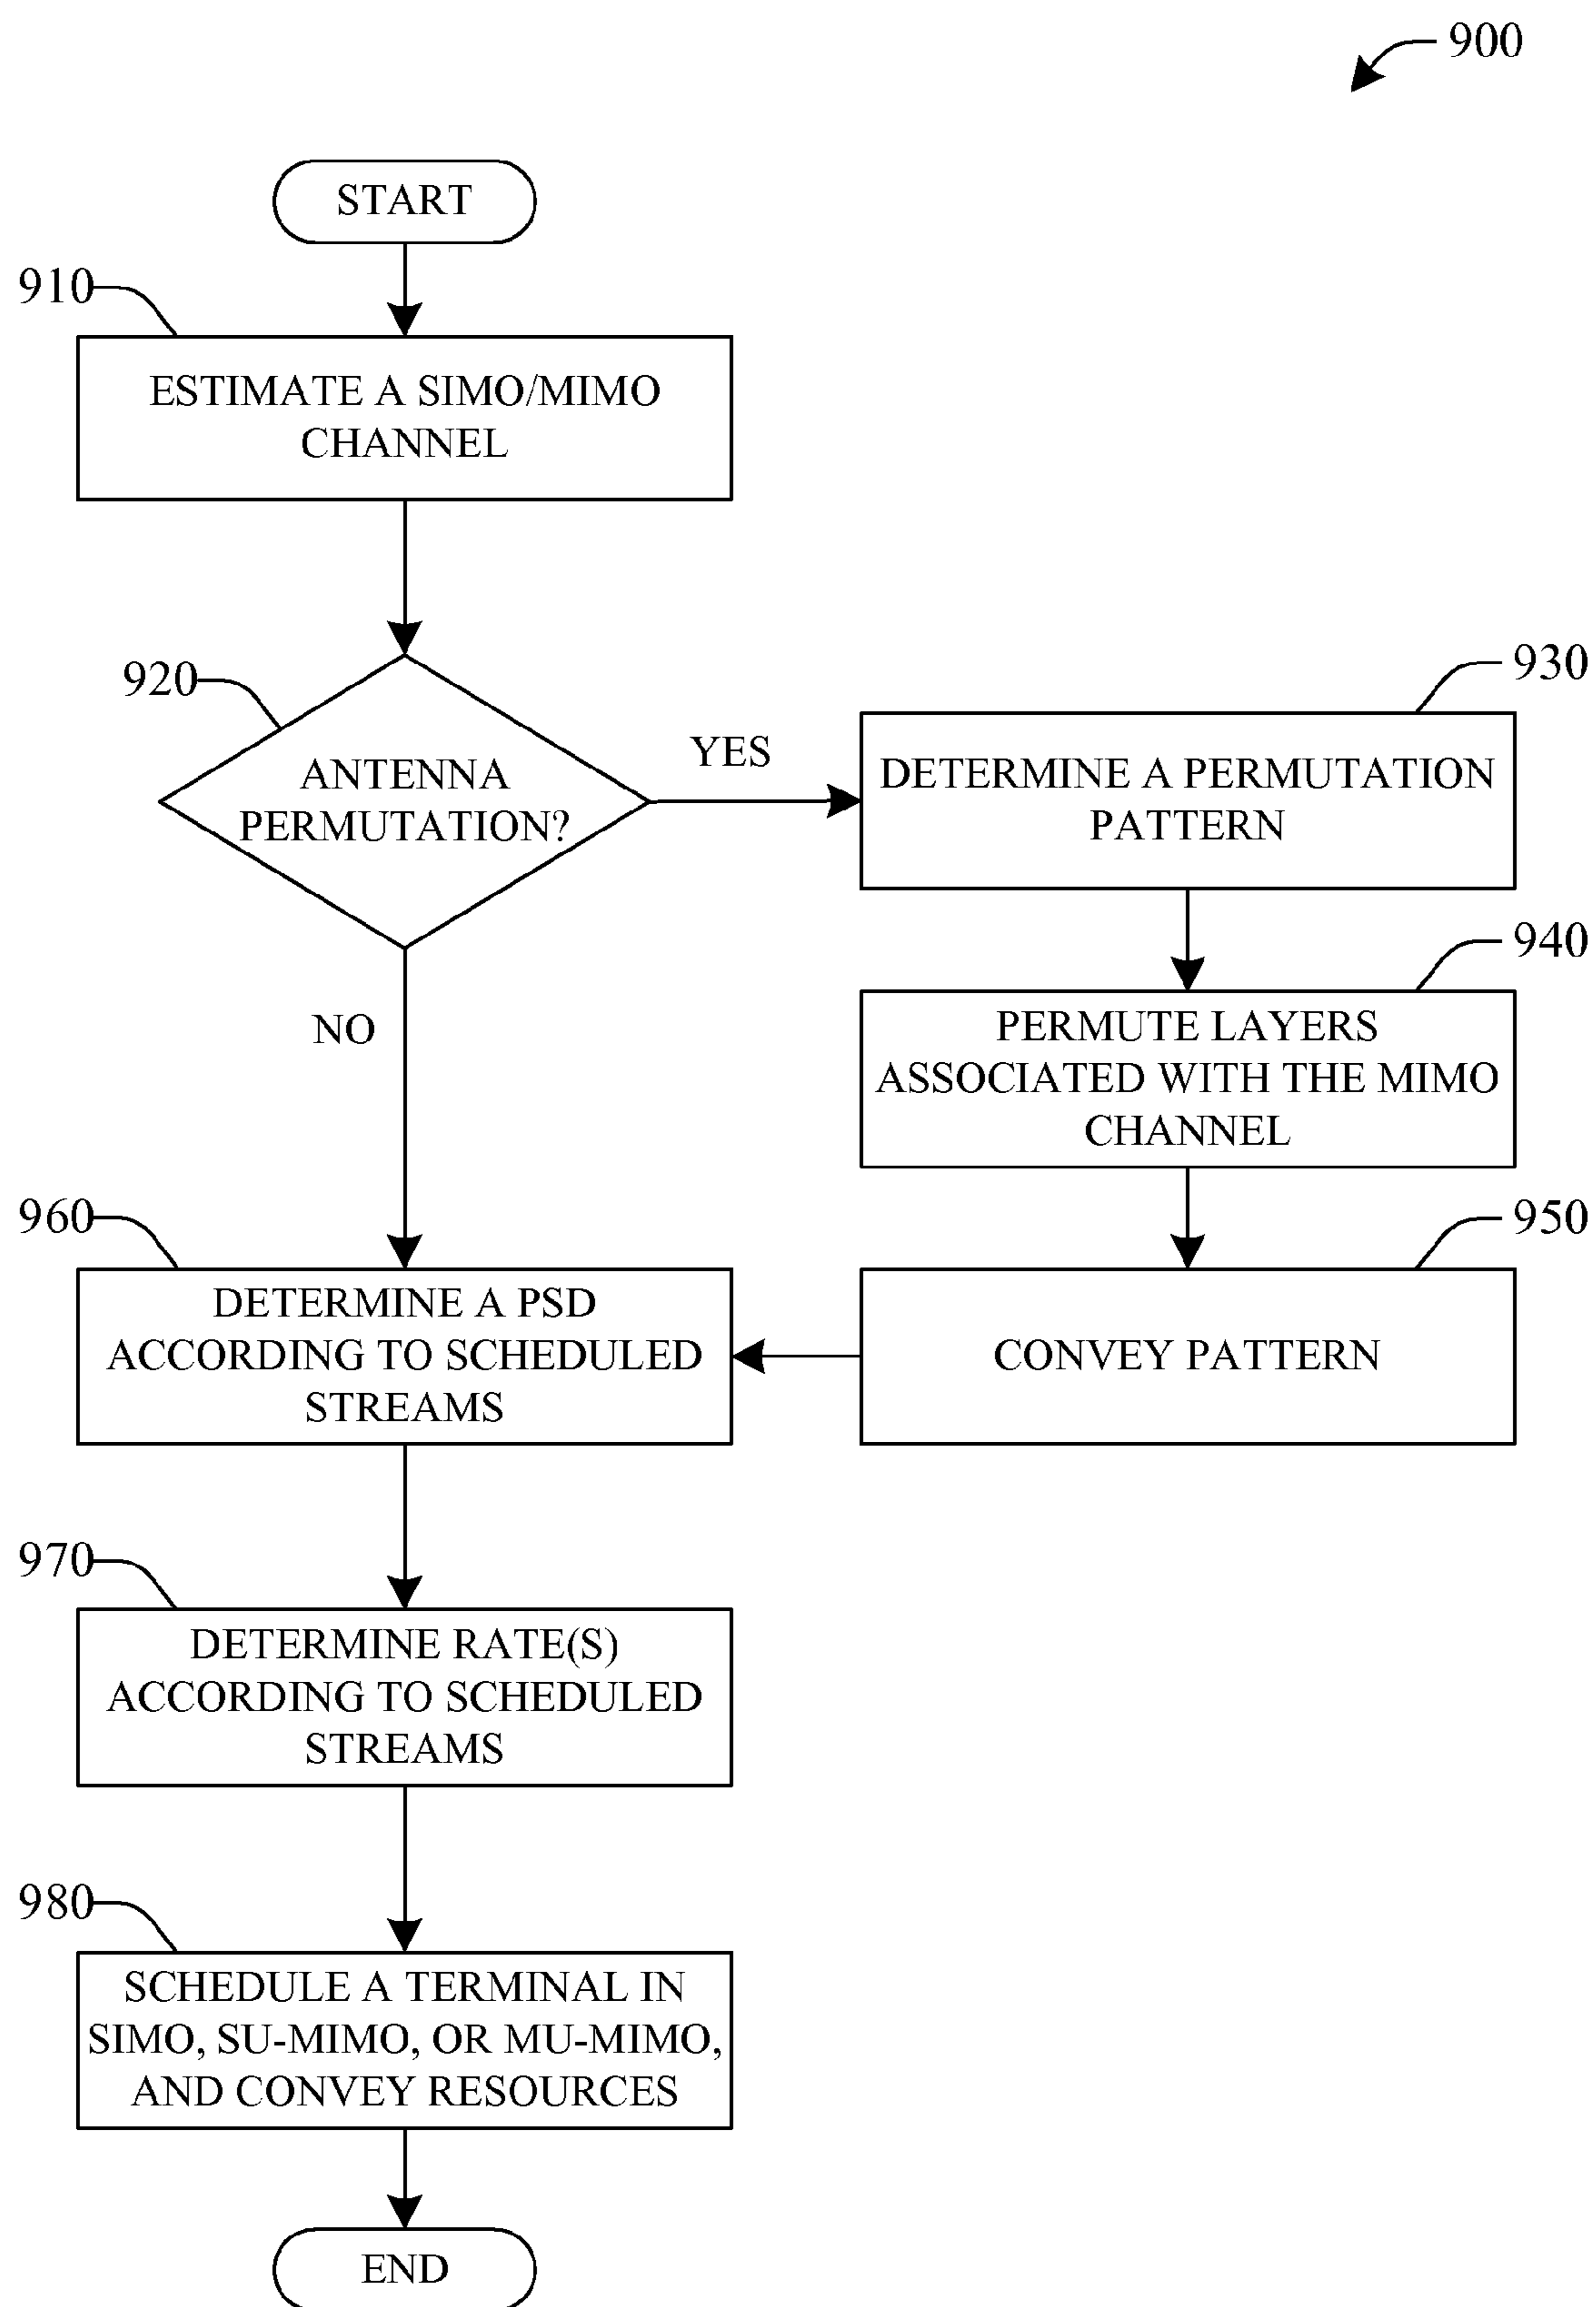 900
START
910
ESTIMATE A SIMO/MIMO
CHANNEL
920
ANTENNA
PERMUTATION?
YES
930
DETERMINE A PERMUTATION
PATTERN
940
PERMUTE LAYERS
ASSOCIATED WITH THE MIMO
CHANNEL
NO
950
CONVEY PATTERN
960
DETERMINE A PSD
ACCORDING TO SCHEDULED
STREAMS
970
DETERMINE RATE(S)
ACCORDING TO SCHEDULED
STREAMS
980
SCHEDULE A TERMINAL IN
SIMO, SU-MIMO, OR MU-MIMO,
AND CONVEY RESOURCES
END